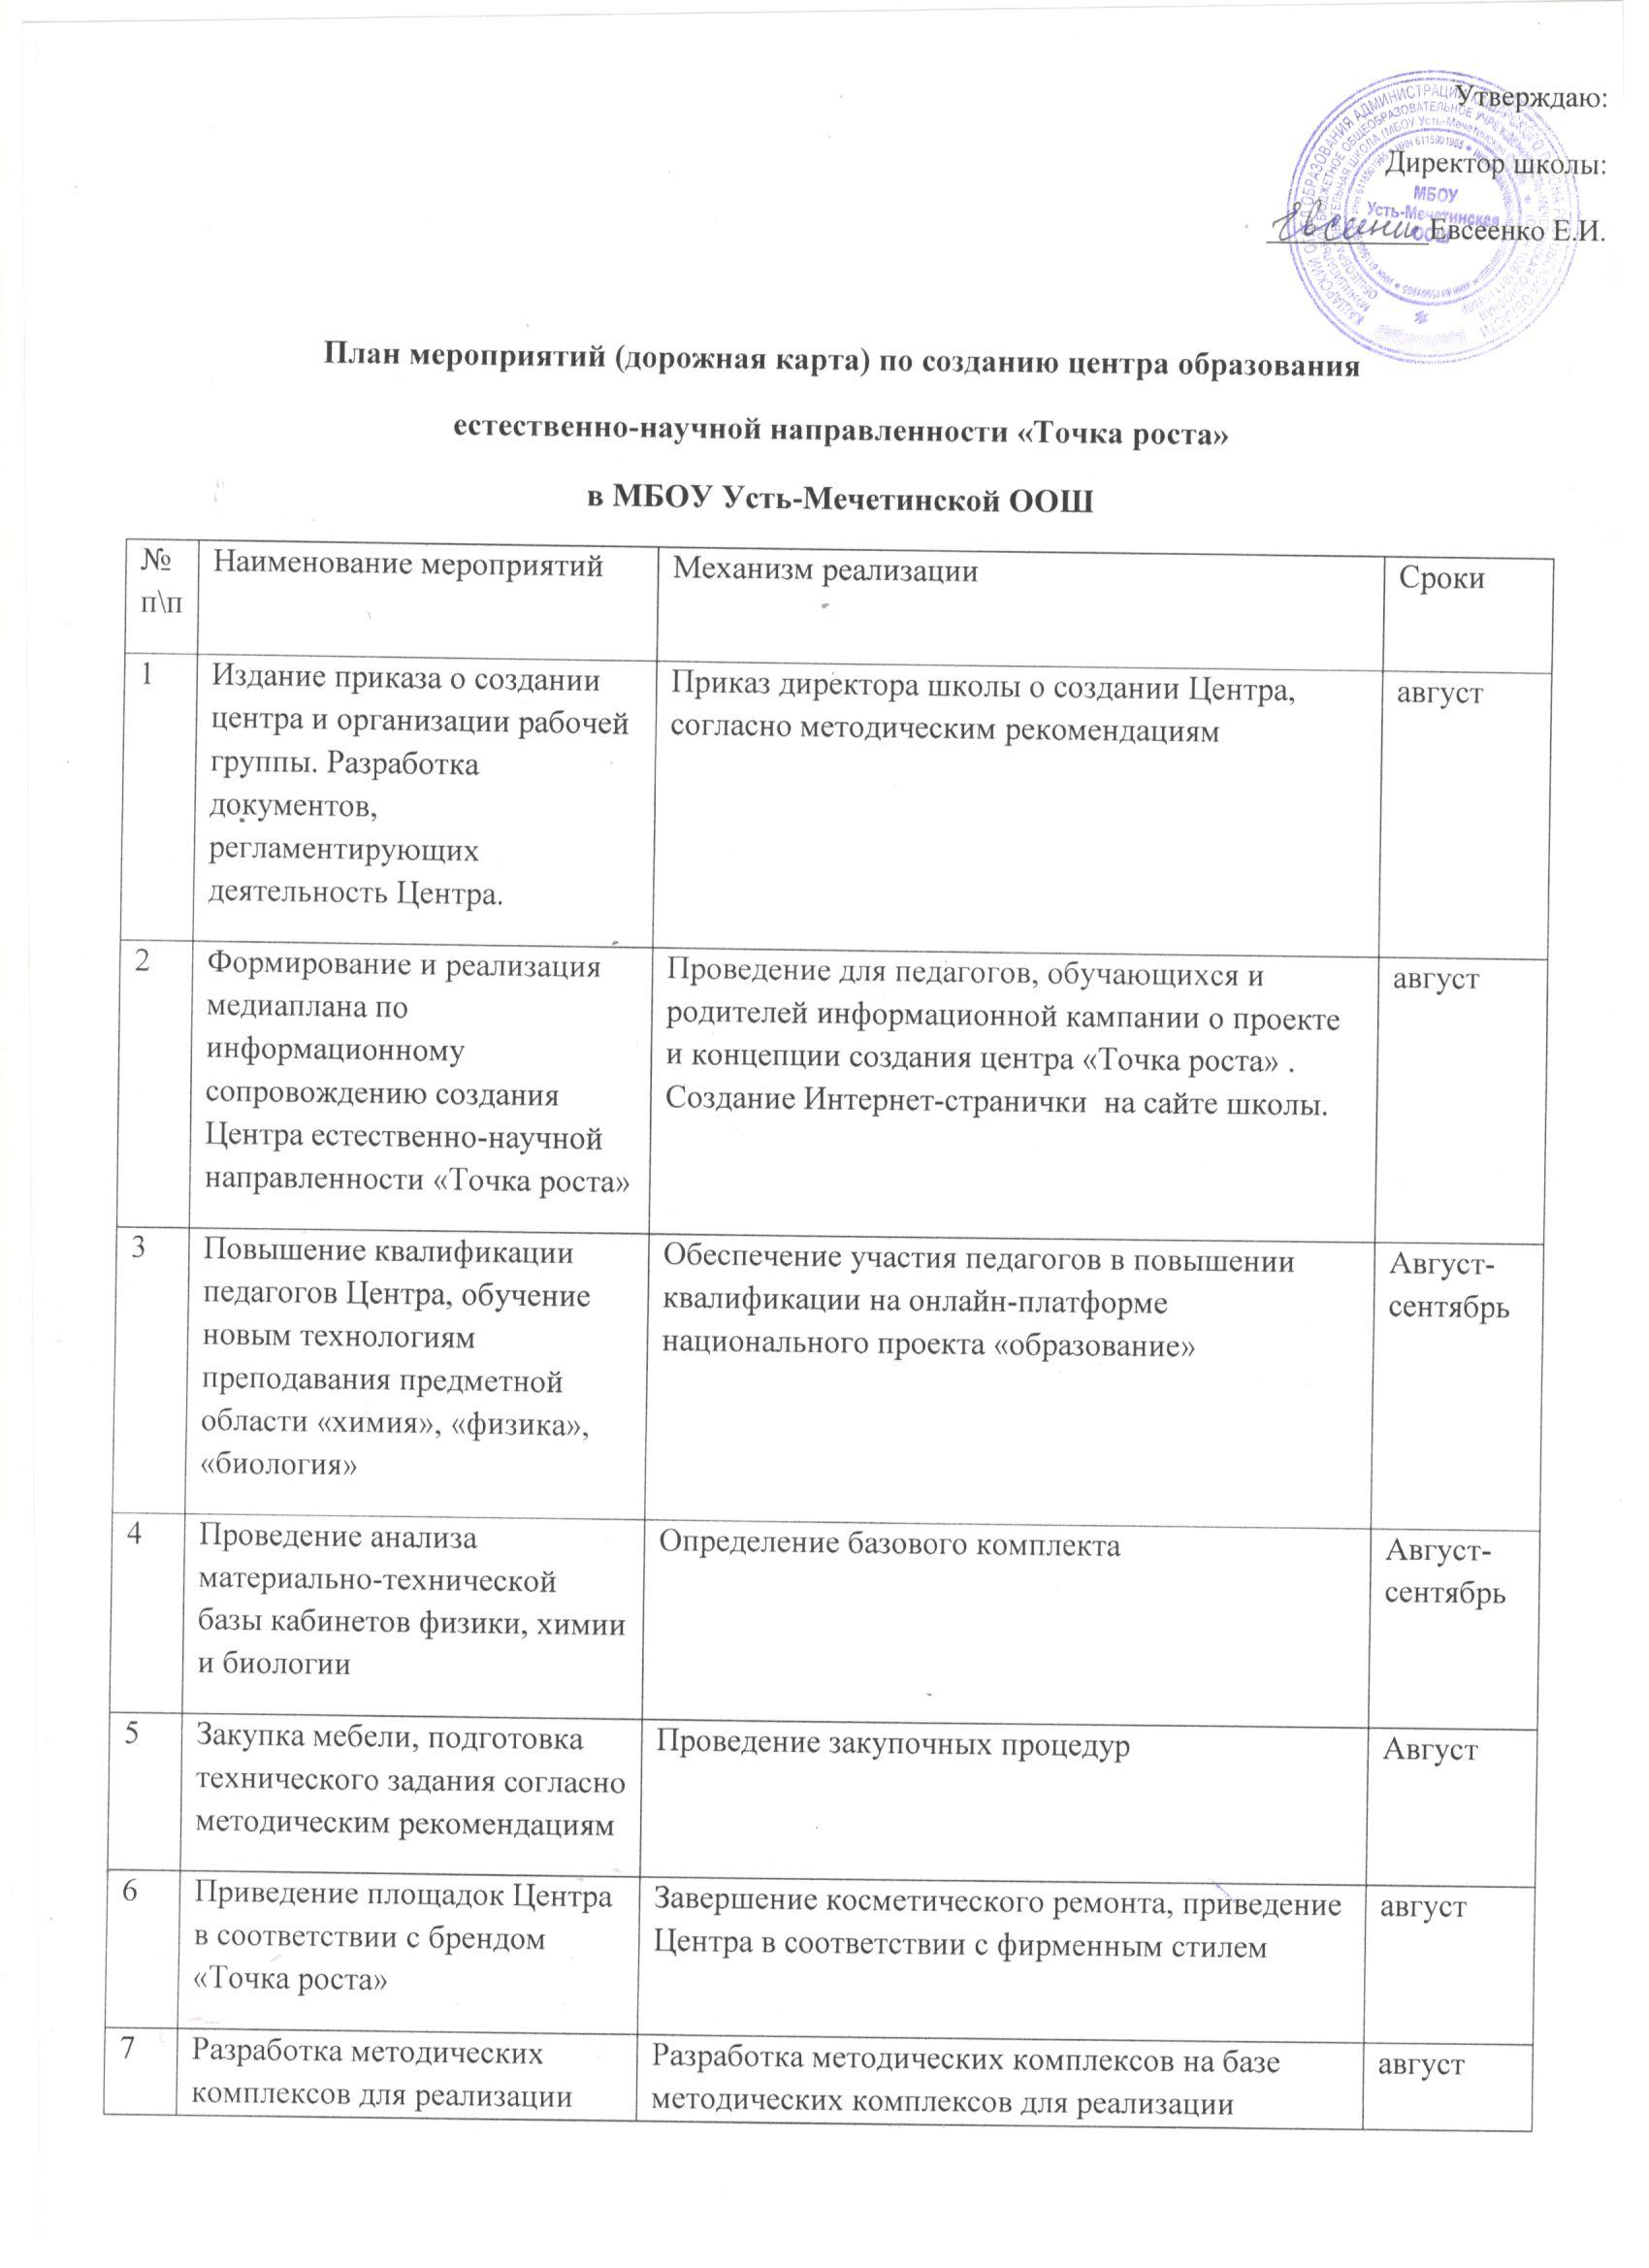 Утверждаю:
Директор школы:
Евсеенко Е.И.
МБОУ
Усть-Мечетинская
ООШ
План мероприятий (дорожная карта) по созданию центра образования
естественно-научной направленности «Точка роста»
в МБОУ Усть-Мечетинской ООШ
№
п\п
Наименование мероприятий
Механизм реализации
Сроки
1
Издание приказа о создании
центра и организации рабочей
группы. Разработка
документов,
регламентирующих
деятельность Центра.
Приказ директора школы о создании Центра,
согласно методическим рекомендациям
август
2
Формирование и реализация
медиаплана по
информационному
сопровождению создания
Центра естественно-научной
направленности «Точка роста»
Проведение для педагогов, обучающихся и
родителей информационной кампании о проекте
и концепции создания центра «Точка роста» .
Создание Интернет-странички на сайте школы.
август
3
Повышение квалификации
педагогов Центра, обучение
новым технологиям
преподавания предметной
области «химия», «физика»,
«биология»
Обеспечение участия педагогов в повышении
квалификации на онлайн-платформе
национального проекта «образование»
Август-
сентябрь
4
Проведение анализа
материально-технической
базы кабинетов физики, химии
и биологии
Определение базового комплекта
Август-
сентябрь
5
Закупка мебели, подготовка
технического задания согласно
методическим рекомендациям
Проведение закупочных процедур
Август
6
Приведение площадок Центра
в соответствии с брендом
«Точка роста»
Завершение косметического ремонта, приведение
Центра в соответствии с фирменным стилем
август
7
Разработка методических
комплексов для реализации
Разработка методических комплексов на базе
методических комплексов для реализации
август